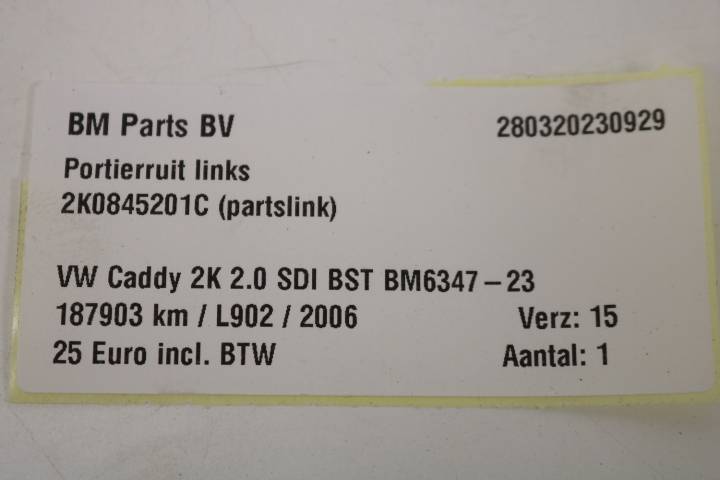 BM Parts BV 280320230929
Portierruit links
2K0845201C (partslink)
VW Caddy 2K 2.0 SDI BST BM6347-23
187903 km / L902 / 2006 Verz: 15
25 Euro incl. BTW Aantal: 1